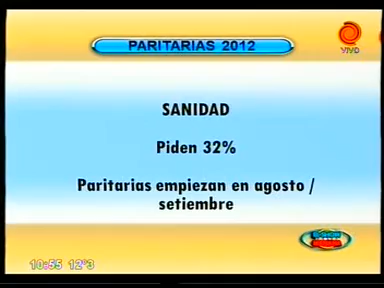 PARITARIAS 2012
VIVO
SANIDAD
Piden 32%
Paritarias empiezan en agosto /
setiembre
10:55 12°3